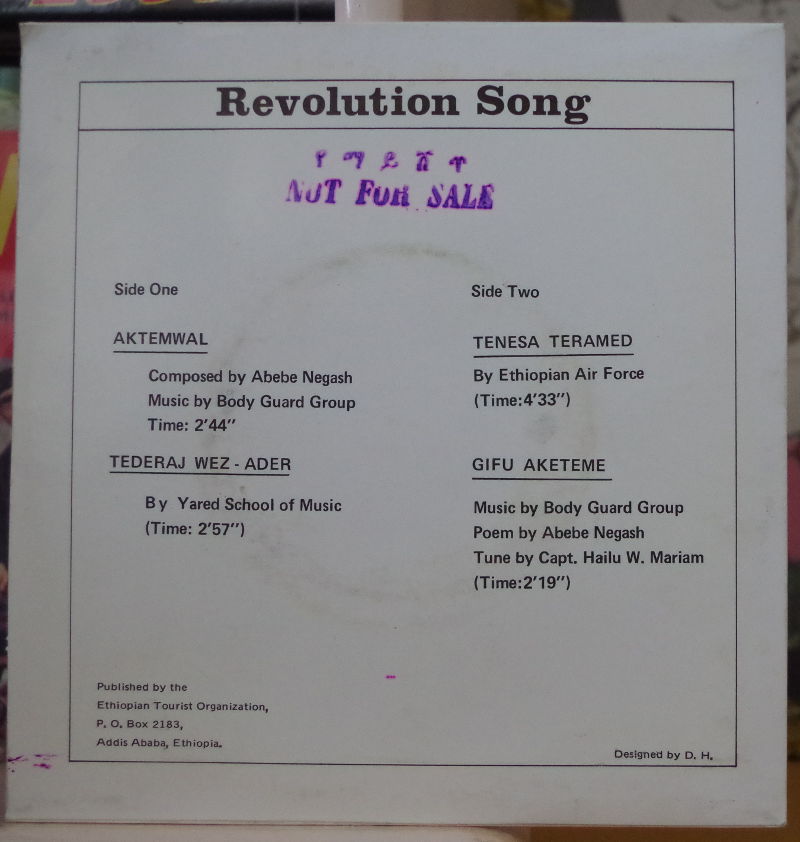 Revolution Song
የማይሸጥ
NOT FOR SALE
Side One
AKTEMWAL
Composed by Abebe Negash
Music by Body Guard Group
Time: 2'44"
TEDERAJ WEZ - ADER
By Yared School of Music
(Time: 2'57")
Side Two
TENESA TERAMED
By Ethiopian Air Force
(Time:4'33")
GIFU AKETEME
Music by Body Guard Group
Poem by Abebe Negash
Tune by Capt. Hailu W. Mariam
(Time:2'19")
Published by the
Ethiopian Tourist Organization,
P. O. Box 2183,
Addis Ababa, Ethiopia.
Designed by D. H.